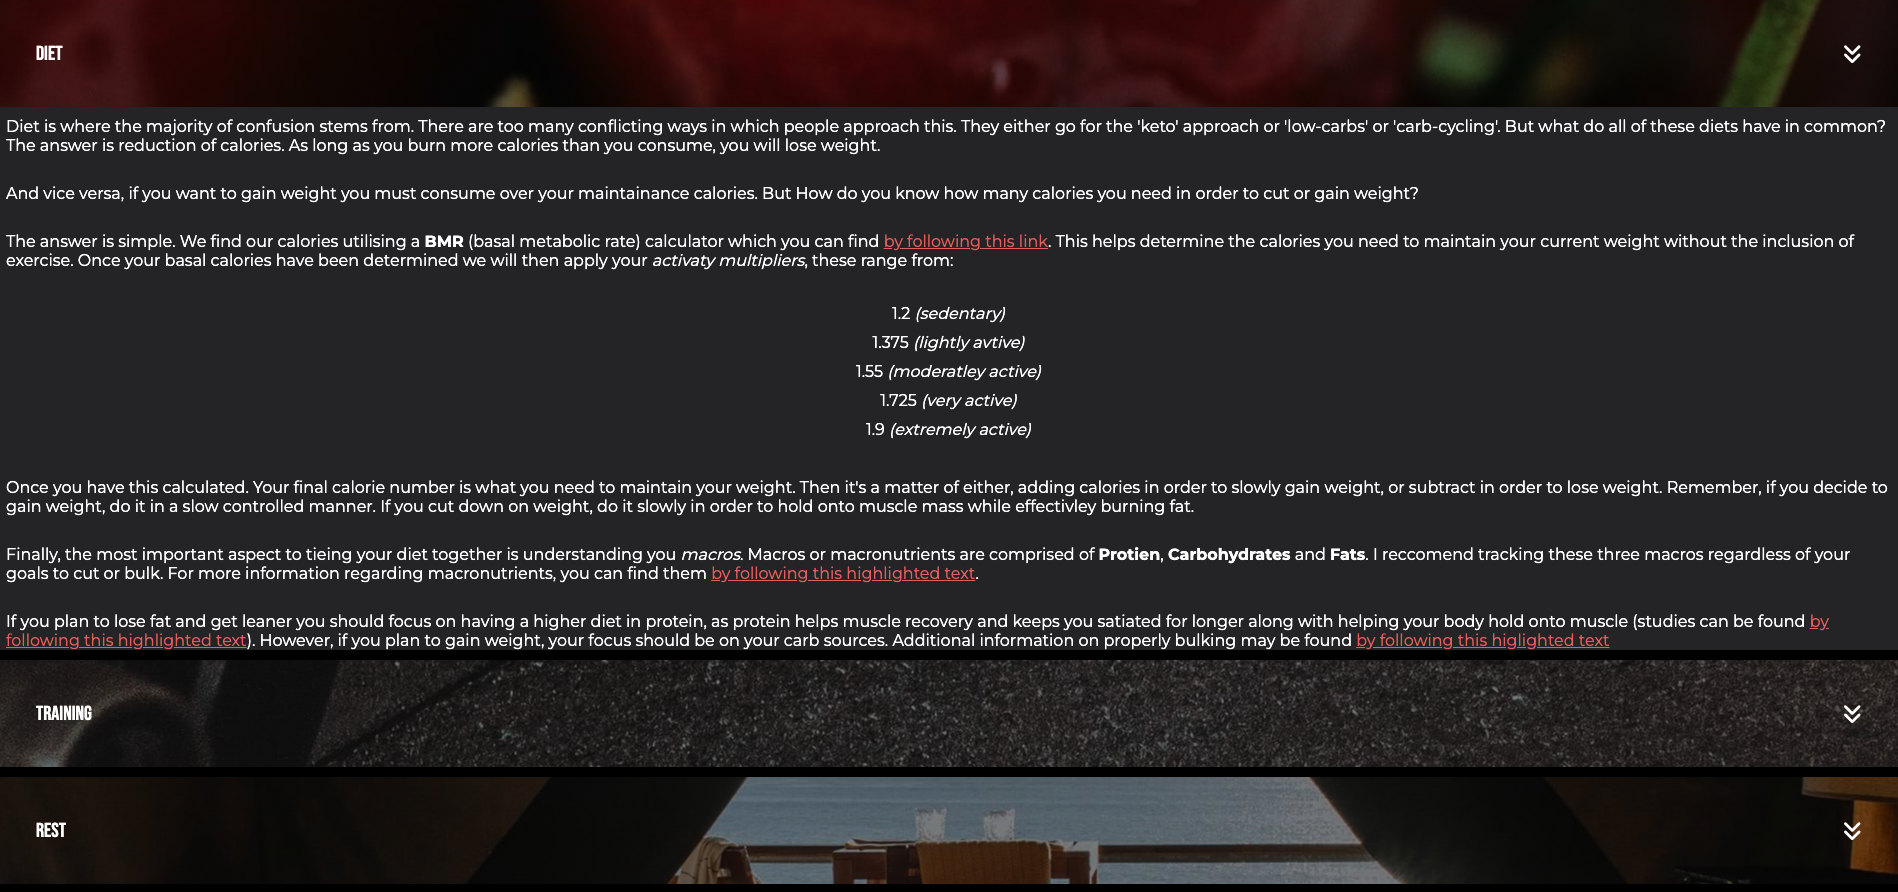 DIET
Diet is where the majority of confusion stems from. There are too many conflicting ways in which people approach this. They either go for the 'keto' approach or 'low-carbs' or 'carb-cycling'. But what do all of these diets have in common?
The answer is reduction of calories. As long as you burn more calories than you consume, you will lose weight.
And vice versa, if you want to gain weight you must consume over your maintainance calories. But How do you know how many calories you need in order to cut or gain weight?
The answer is simple. We find our calories utilising a BMR (basal metabolic rate) calculator which you can find by following this link. This helps determine the calories you need to maintain your current weight without the inclusion of
exercise. Once your basal calories have been determined we will then apply your activaty multipliers, these range from:
1.2 (sedentary)
1.375 (lightly avtive)
1.55 (moderatley active)
1.725 (very active)
1.9 (extremely active)
Once you have this calculated. Your final calorie number is what you need to maintain your weight. Then it's a matter of either, adding calories in order to slowly gain weight, or subtract in order to lose weight. Remember, if you decide to
gain weight, do it in a slow controlled manner. If you cut down on weight, do it slowly in order to hold onto muscle mass while effectivley burning fat.
Finally, the most important aspect to tieing your diet together is understanding you macros. Macros or macronutrients are comprised of Protien, Carbohydrates and Fats. I reccomend tracking these three macros regardless of your
goals to cut or bulk. For more information regarding macronutrients, you can find them by following this highlighted text.
If you plan to lose fat and get leaner you should focus on having a higher diet in protein, as protein helps muscle recovery and keeps you satiated for longer along with helping your body hold onto muscle (studies can be found by
following this highlighted text). However, if you plan to gain weight, your focus should be on your carb sources. Additional information on properly bulking may be found by following this higlighted text
TRAINING
REST